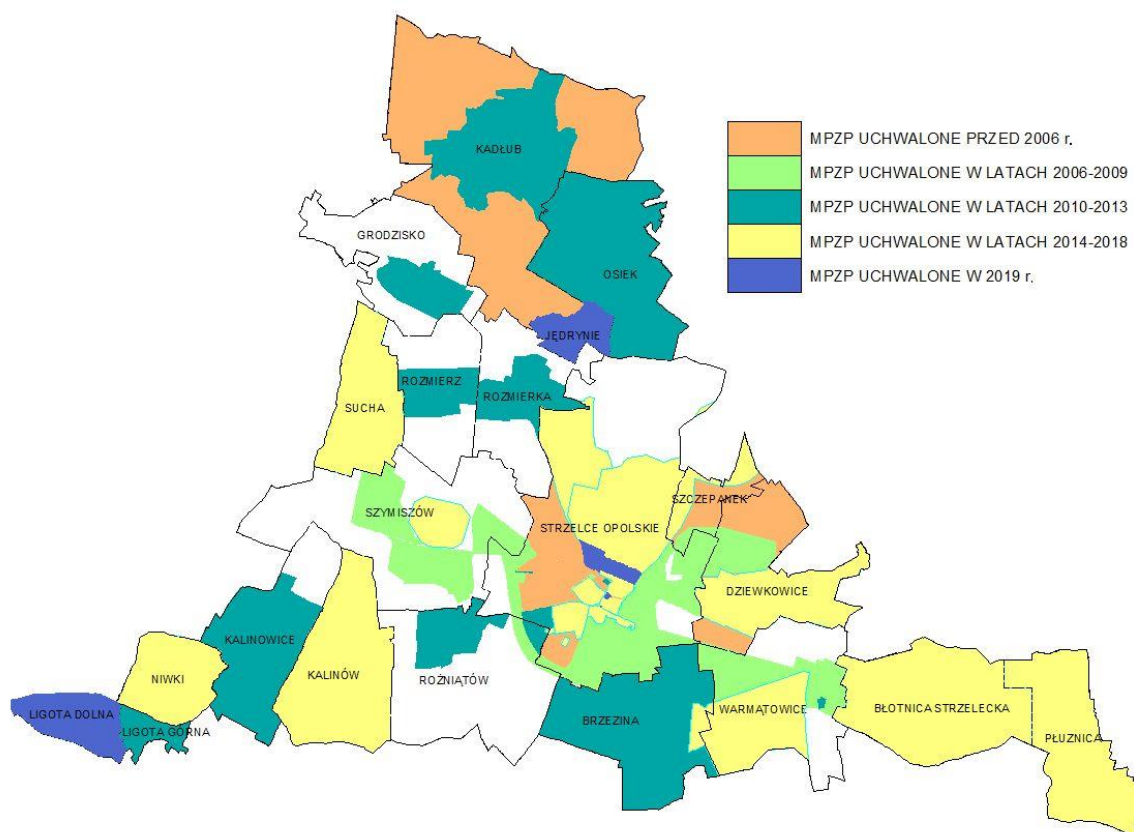 MPZP UCHWALONE PRZED 2006 r.
MPZP UCHWALONE W LATACH 2006-2009
MPZP UCHWALONE W LATACH 2010-2013
MPZP UCHWALONE W LATACH 2014-2018
MPZP UCHWALONE W 2019 r.
KADŁUB
GRODZISKO
OSIEK
JĘDRYNIE
ROZMIERZ
ROZMIERKA
SUCHA
SZCZEPANEK
SZYMISZÓW
STRZELCE OPOLSKIE
DZIEWKOWICE
KALINOWICE
NIWKI
KALINÓW
ROŻNIĄTÓW
LIGOTA DOLNA
LIGOTA GÓRNA
BRZEZINA
WARMĄTOWICE
BŁOTNICA STRZELECKA
PŁUZNICA